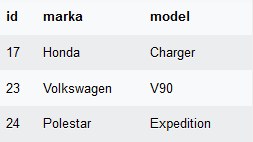 id marka model
17 Honda Charger
23 Volkswagen V90
24 Polestar Expedition